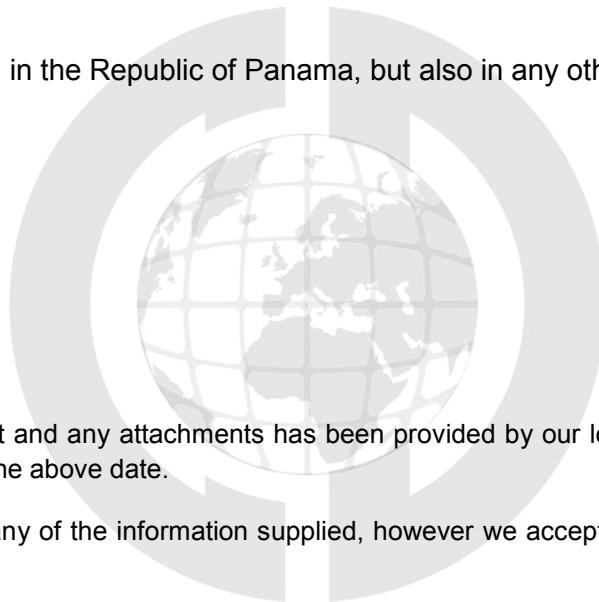 in the Republic of Panama, but also in any oth
t and any attachments has been provided by our lo
ne above date.
any of the information supplied, however we accept